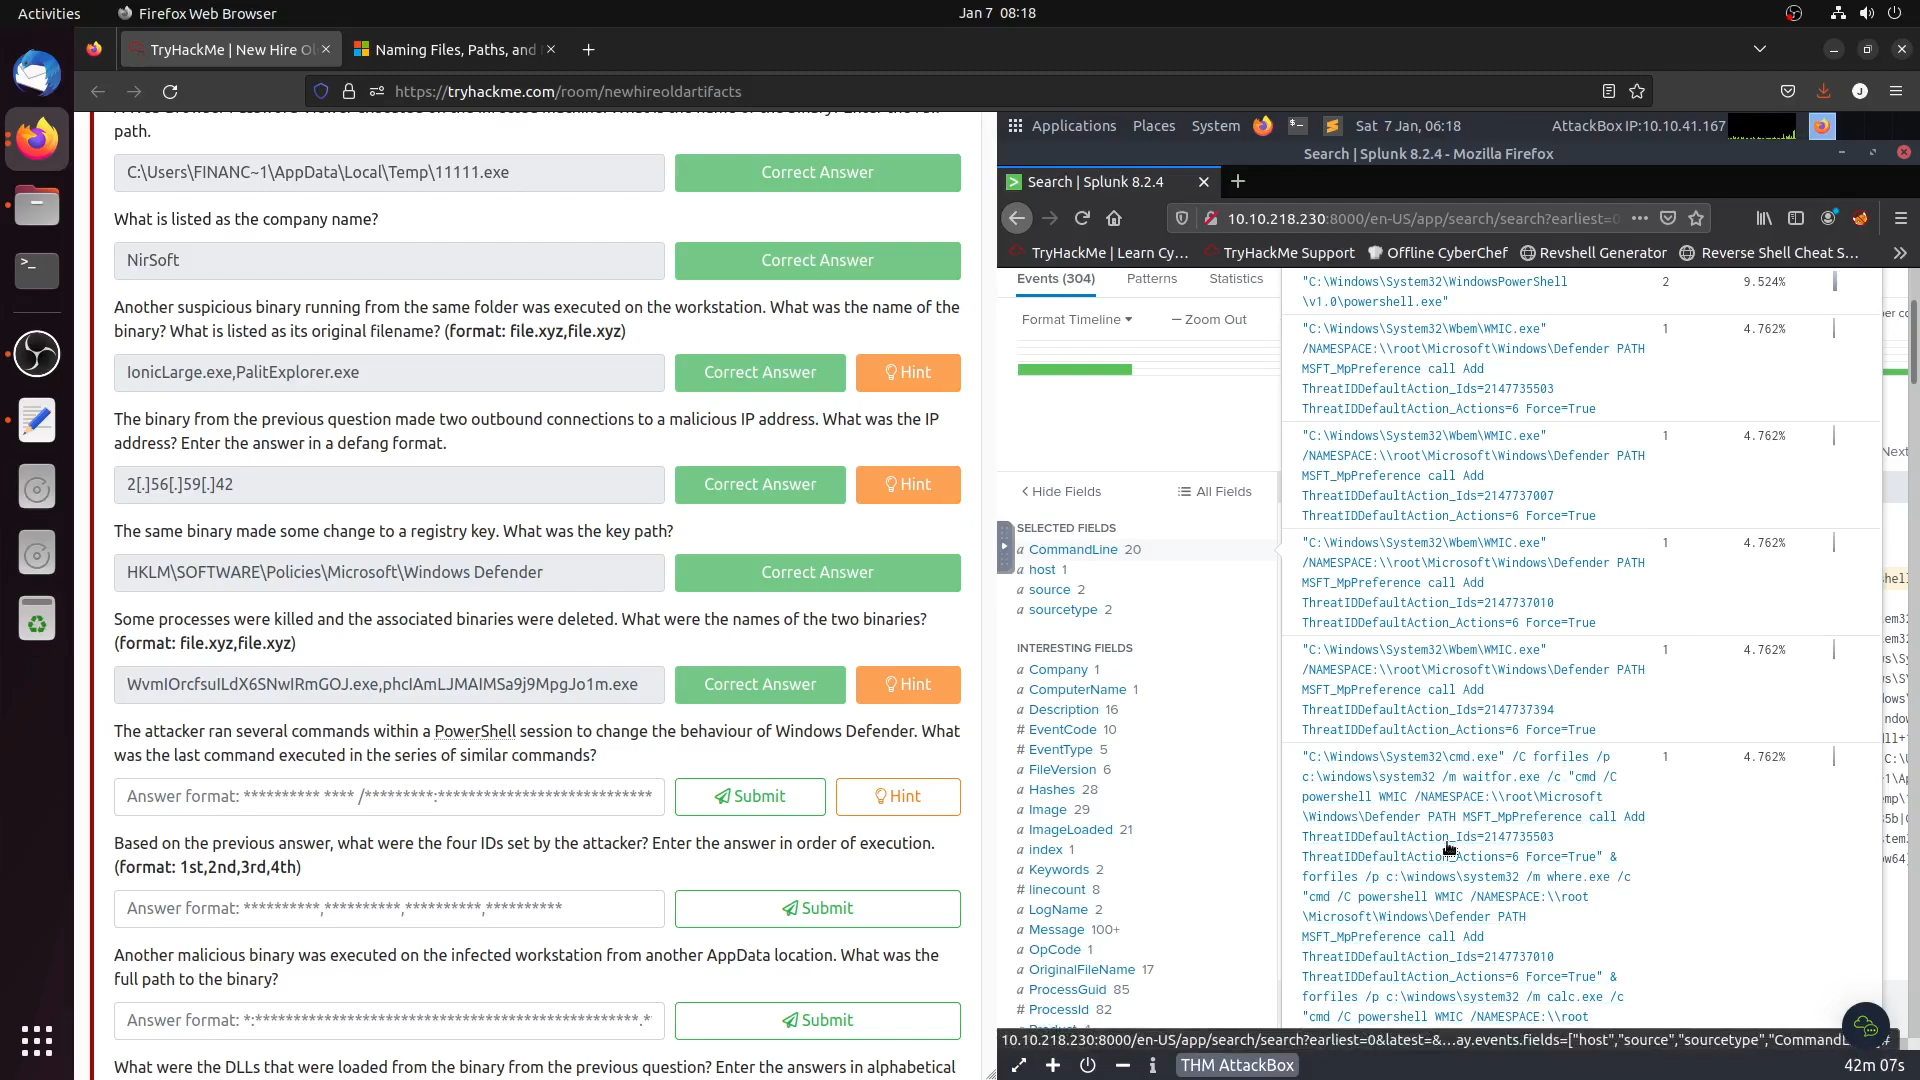 Activities
Firefox Web Browser
Jan 7 08:18
TryHackMe | New Hire Ol
Naming Files, Paths, and
https://tryhackme.com/room/newhireoldartifacts
path.
C:\Users\FINANC~1\AppData\Local\Temp\11111.exe
Correct Answer
What is listed as the company name?
NirSoft
Correct Answer
Another suspicious binary running from the same folder was executed on the workstation. What was the name of the
binary? What is listed as its original filename? (format: file.xyz,file.xyz)
IonicLarge.exe,PalitExplorer.exe
Correct Answer
Hint
The binary from the previous question made two outbound connections to a malicious IP address. What was the IP
address? Enter the answer in a defang format.
2[.]56[.]59[.]42
Correct Answer
Hint
The same binary made some change to a registry key. What was the key path?
HKLM\SOFTWARE\Policies\Microsoft\Windows Defender
Correct Answer
Some processes were killed and the associated binaries were deleted. What were the names of the two binaries?
(format: file.xyz,file.xyz)
WvmIOrcfsuILdX6SNwIRmGOJ.exe,phcIAmLJMAIMSa9j9MpgJo1m.exe
Correct Answer
Hint
The attacker ran several commands within a PowerShell session to change the behaviour of Windows Defender. What
was the last command executed in the series of similar commands?
Answer format: ********** **** /*********:****************************
Submit
Hint
Based on the previous answer, what were the four IDs set by the attacker? Enter the answer in order of execution.
(format: 1st,2nd,3rd,4th)
Answer format: **********,**********,**********,**********
Submit
Another malicious binary was executed on the infected workstation from another AppData location. What was the
full path to the binary?
Answer format: *:**************************************************.*
Submit
What were the DLLs that were loaded from the binary from the previous question? Enter the answers in alphabetical
Applications
Places
System
Sat 7 Jan, 06:18
AttackBox IP:10.10.41.167
Search | Splunk 8.2.4 - Mozilla Firefox
Search | Splunk 8.2.4
10.10.218.230:8000/en-US/app/search/search?earliest=0
TryHackMe | Learn Cy…
TryHackMe Support
Offline CyberChef
Revshell Generator
Reverse Shell Cheat S…
Events (304)
Patterns
Statistics
Format Timeline
— Zoom Out
Hide Fields
All Fields
SELECTED FIELDS
a CommandLine 20
a host 1
a source 2
a sourcetype 2
INTERESTING FIELDS
a Company 1
a ComputerName 1
a Description 16
# EventCode 10
# EventType 5
a FileVersion 6
a Hashes 28
a Image 29
a ImageLoaded 21
a index 1
a Keywords 2
# linecount 8
a LogName 2
a Message 100+
a OpCode 1
a OriginalFileName 17
a ProcessGuid 85
# ProcessId 82
"C:\Windows\System32\WindowsPowerShell
\v1.0\powershell.exe"
2
9.524%
"C:\Windows\System32\Wbem\WMIC.exe"
/NAMESPACE:\\root\Microsoft\Windows\Defender PATH
MSFT_MpPreference call Add
ThreatIDDefaultAction_Ids=2147735503
ThreatIDDefaultAction_Actions=6 Force=True
1
4.762%
"C:\Windows\System32\Wbem\WMIC.exe"
/NAMESPACE:\\root\Microsoft\Windows\Defender PATH
MSFT_MpPreference call Add
ThreatIDDefaultAction_Ids=2147737007
ThreatIDDefaultAction_Actions=6 Force=True
1
4.762%
"C:\Windows\System32\Wbem\WMIC.exe"
/NAMESPACE:\\root\Microsoft\Windows\Defender PATH
MSFT_MpPreference call Add
ThreatIDDefaultAction_Ids=2147737010
ThreatIDDefaultAction_Actions=6 Force=True
1
4.762%
"C:\Windows\System32\Wbem\WMIC.exe"
/NAMESPACE:\\root\Microsoft\Windows\Defender PATH
MSFT_MpPreference call Add
ThreatIDDefaultAction_Ids=2147737394
ThreatIDDefaultAction_Actions=6 Force=True
1
4.762%
"C:\Windows\System32\cmd.exe" /C forfiles /p
c:\windows\system32 /m waitfor.exe /c "cmd /C
powershell WMIC /NAMESPACE:\\root\Microsoft
\Windows\Defender PATH MSFT_MpPreference call Add
ThreatIDDefaultAction_Ids=2147735503
ThreatIDDefaultAction_Actions=6 Force=True" &
forfiles /p c:\windows\system32 /m where.exe /c
"cmd /C powershell WMIC /NAMESPACE:\\root
\Microsoft\Windows\Defender PATH
MSFT_MpPreference call Add
ThreatIDDefaultAction_Ids=2147737010
ThreatIDDefaultAction_Actions=6 Force=True" &
forfiles /p c:\windows\system32 /m calc.exe /c
"cmd /C powershell WMIC /NAMESPACE:\\root
1
4.762%
10.10.218.230:8000/en-US/app/search/search?earliest=0&latest=&…ay.events.fields=["host","source","sourcetype","CommandL
THM AttackBox
42m 07s